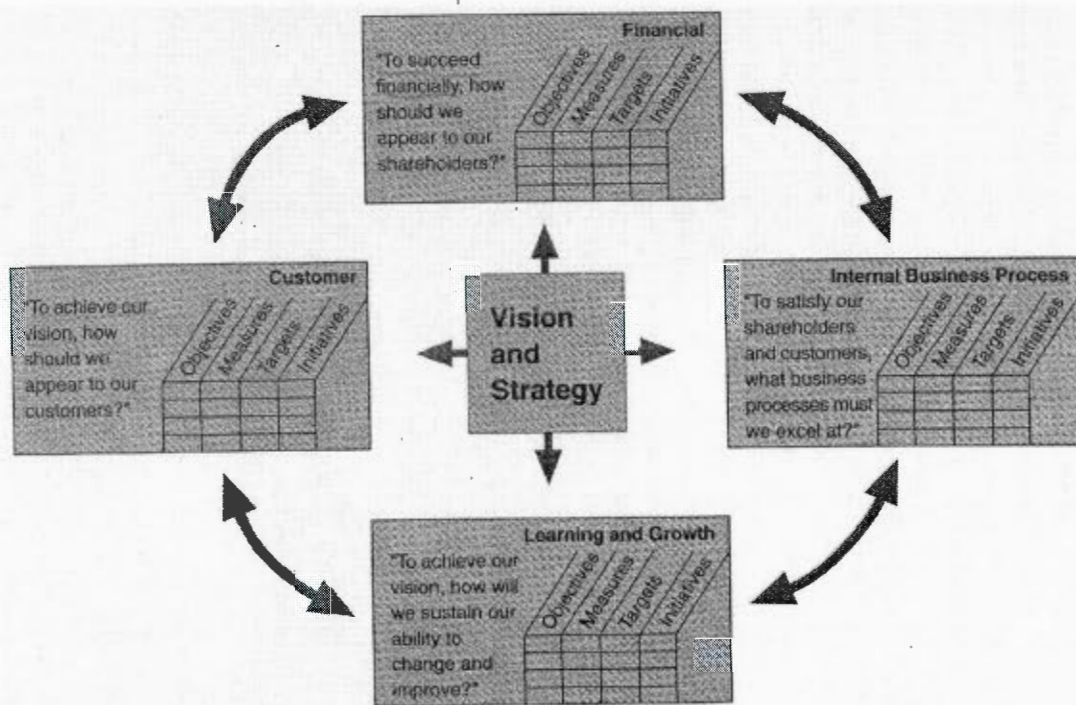 Financial
"To succeed
financially, how
should we
appear to our
shareholders?"
Objectives
Measures
Targets
Initiatives
Customer
"To achieve our
vision, how
should we
appear to our
customers?"
Objectives
Measures
Targets
Initiatives
Vision
and
Strategy
Internal Business Process
"To satisfy our
shareholders
and customers,
what business
processes must
we excel at?"
Objectives
Measures
Targets
Initiatives
Learning and Growth
"To achieve our
vision, how will
we sustain our
ability to
change and
improve?"
Objectives
Measures
Targets
Initiatives